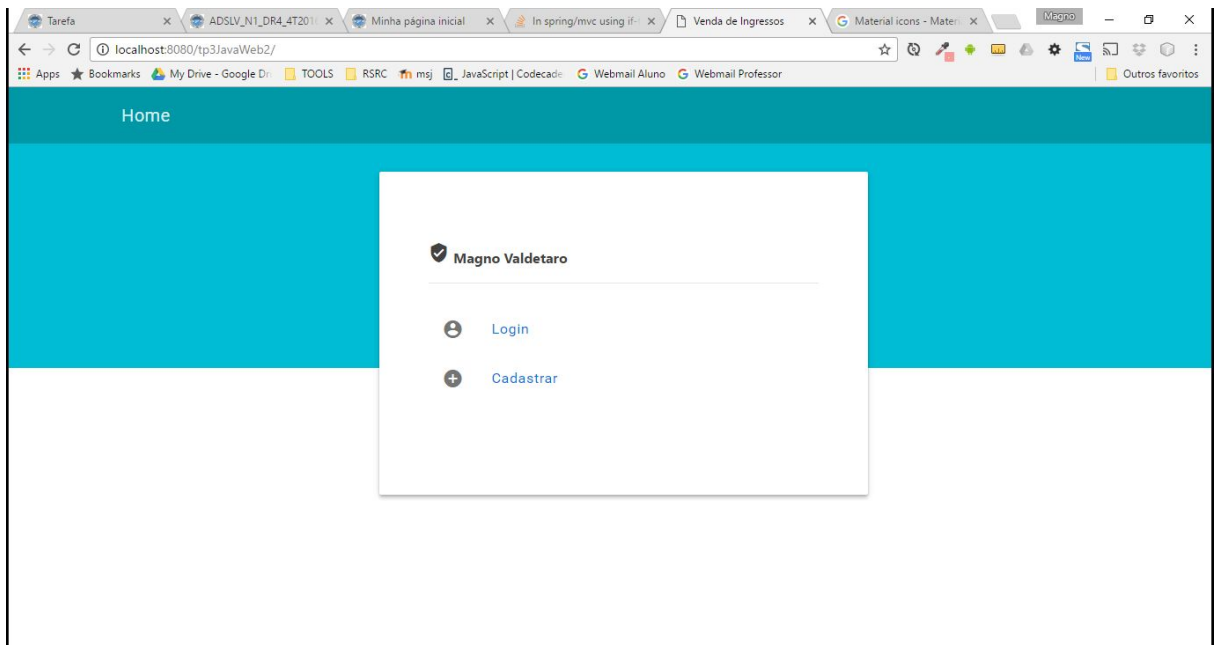 Tarefa ADSLV_N1_DR4_4T201 Minha página inicial In spring/mvc using if- Venda de Ingressos Material icons - Materi Magno
localhost:8080/tp3JavaWeb2/
New
Apps Bookmarks My Drive - Google Dri TOOLS RSRC msj JavaScript | Codecade Webmail Aluno Webmail Professor Outros favoritos
Home
Magno Valdetaro
Login
Cadastrar